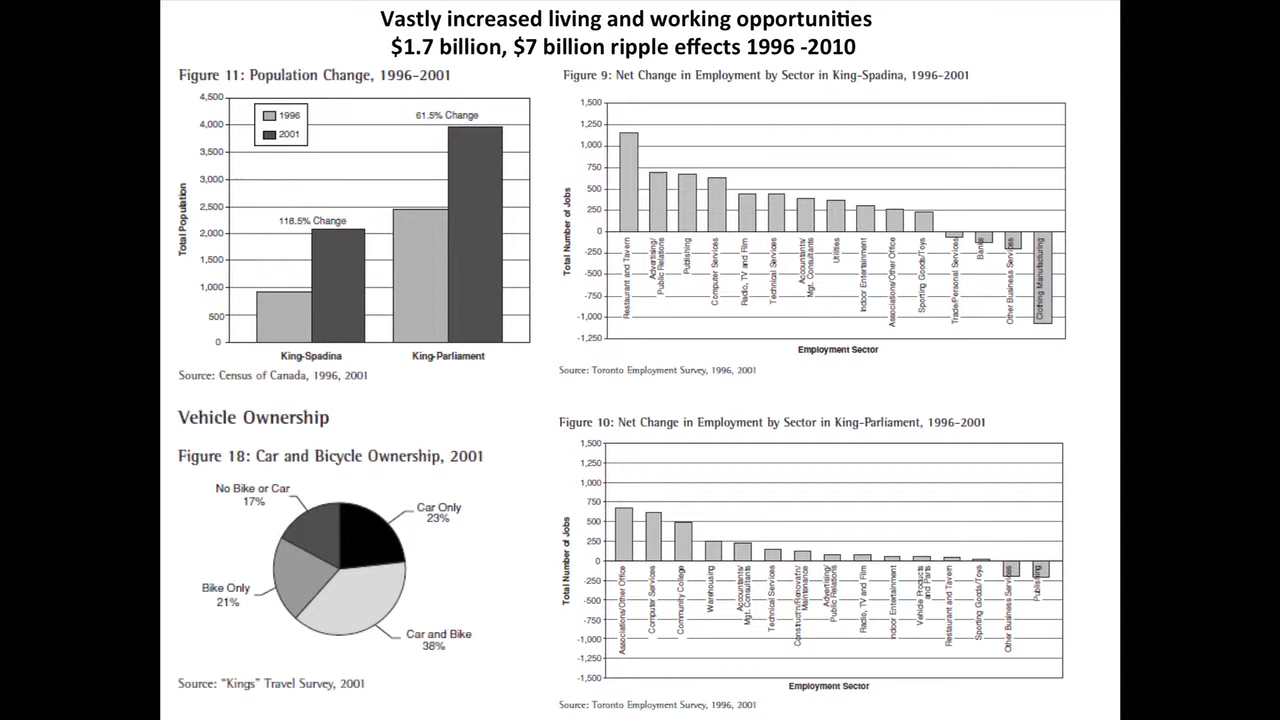 Vastly increased living and working opportunities
$1.7 billion, $7 billion ripple effects 1996 -2010
Figure 11: Population Change, 1996-2001
4,500
4,000
3,500
3,000
2,500
2,000
1,500
1,000
500
0
Total Population
1996
2001
118.5% Change
61.5% Change
King-Spadina
King-Parliament
Source: Census of Canada, 1996, 2001
Figure 9: Net Change in Employment by Sector in King-Spadina, 1996-2001
1,500
1,250
1,000
750
500
250
0
-250
-500
-750
-1,000
-1,250
Total Number of Jobs
Restaurant and Tavern
Advertising/
Public Relations
Publishing
Computer Services
Radio, TV and Film
Technical Services
Accountants/
Mgt. Consultants
Utilities
Indoor Entertainment
Associations/Other Office
Sporting Goods/Toys
Trade/Personal Services
Banks
Other Business Services
Clothing Manufacturing
Employment Sector
Source: Toronto Employment Survey, 1996, 2001
Vehicle Ownership
Figure 18: Car and Bicycle Ownership, 2001
No Bike or Car
17%
Car Only
23%
Bike Only
21%
Car and Bike
38%
Source: “Kings” Travel Survey, 2001
Figure 10: Net Change in Employment by Sector in King-Parliament, 1996-2001
1,500
1,250
1,000
750
500
250
0
-250
-500
-750
-1,000
-1,250
-1,500
Total Number of Jobs
Associations/Other Office
Computer Services
Community College
Warehousing
Accountants/
Mgt. Consultants
Technical Services
Constructn/Renovatn/
Maintenance
Advertising/
Public Relations
Radio, TV and Film
Indoor Entertainment
Vehicle Products
and Parts
Restaurant and Tavern
Sporting Goods/Toys
Other Business Services
Publishing
Employment Sector
Source: Toronto Employment Survey, 1996, 2001